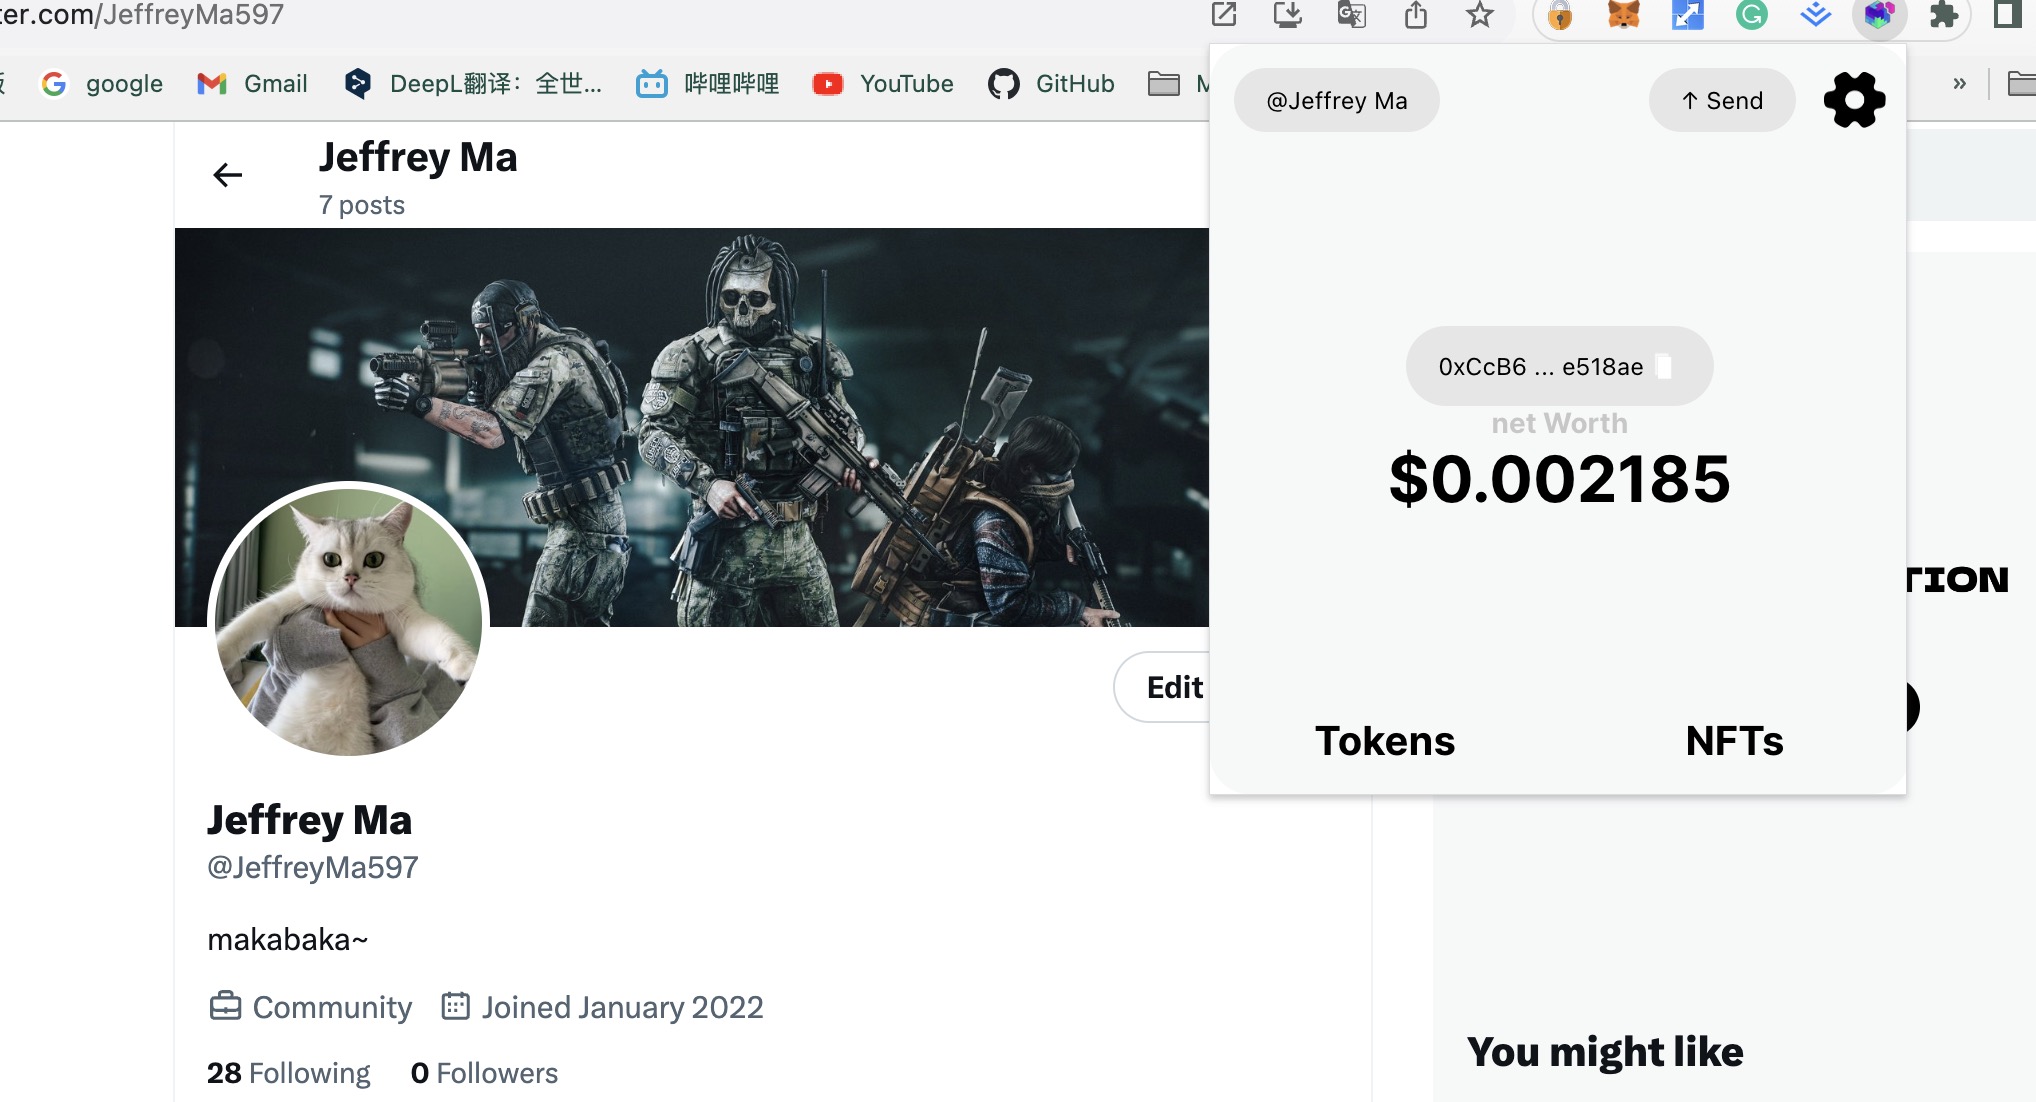 ter.com/JeffreyMa597
google
Gmail
DeepL翻译：全世...
哔哩哔哩
YouTube
GitHub
»
@Jeffrey Ma
↑ Send
Jeffrey Ma
7 posts
0xCcB6 ... e518ae
net Worth
$0.002185
TION
Edit
Tokens
NFTs
Jeffrey Ma
@JeffreyMa597
makabaka~
Community
Joined January 2022
28 Following
0 Followers
You might like